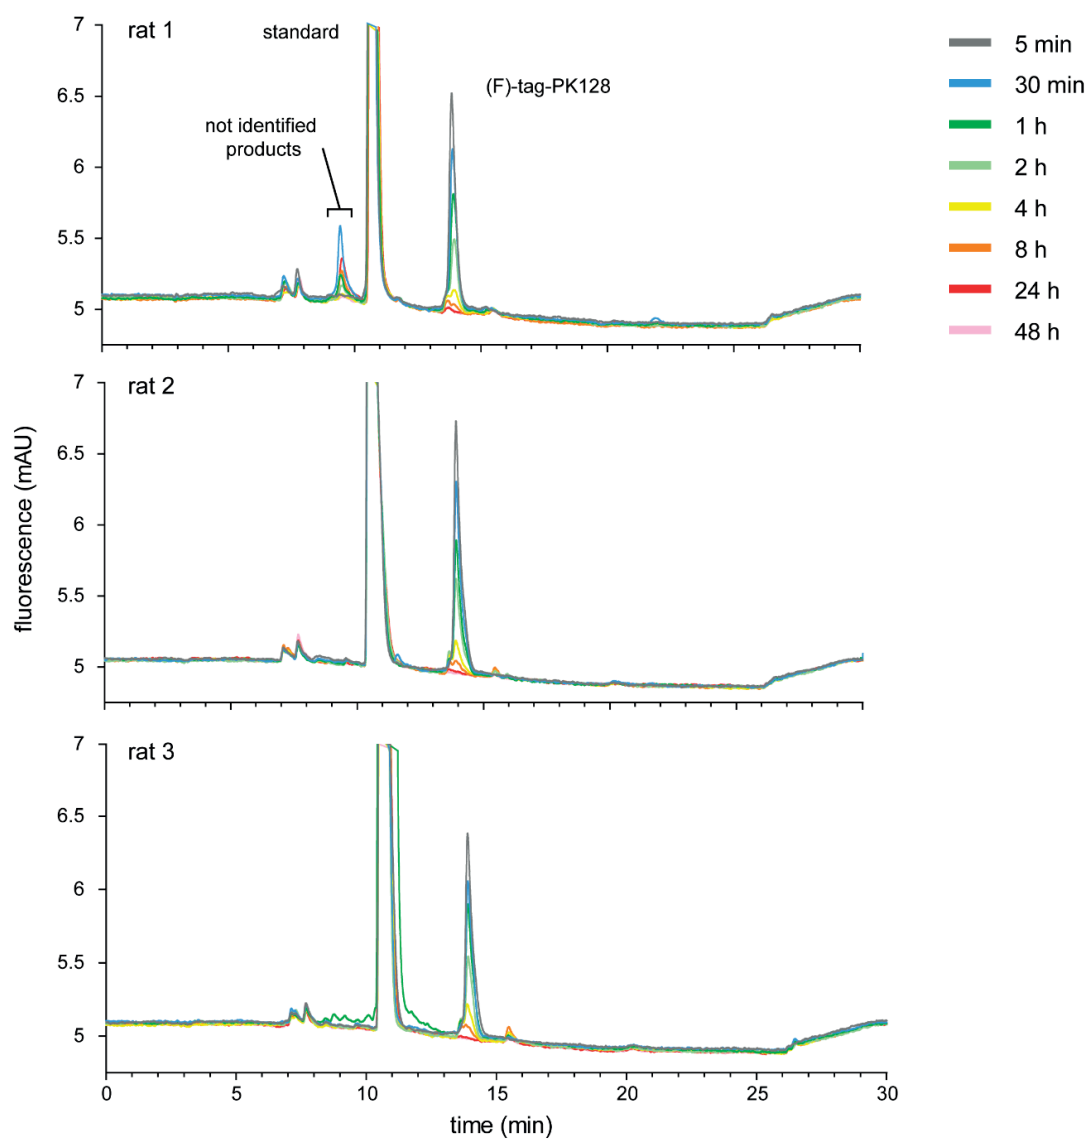 rat 1
standard
(F)-tag-PK128
not identified
products
7
6.5
6
5.5
5
5 min
30 min
1 h
2 h
4 h
8 h
24 h
48 h
rat 2
7
6.5
6
5.5
5
fluorescence (mAU)
rat 3
7
6.5
6
5.5
5
0 5 10 15 20 25 30
time (min)